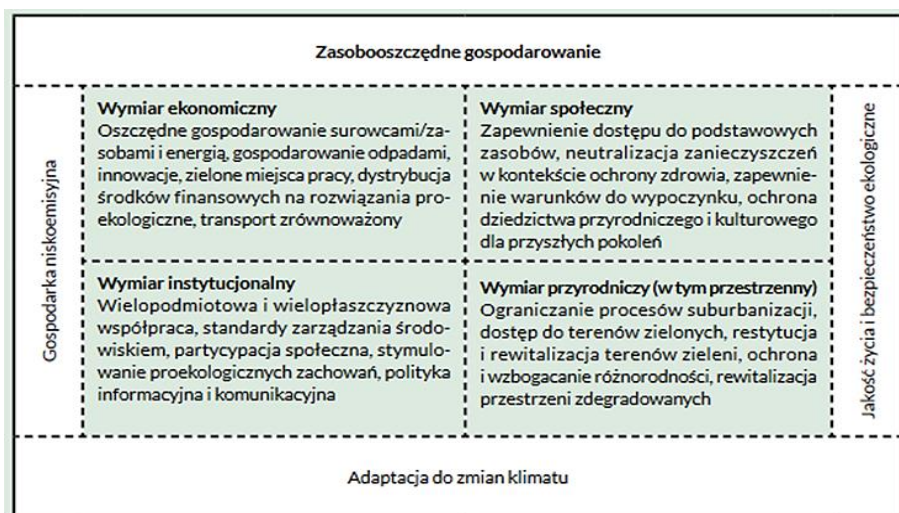 Zasobooszczędne gospodarowanie
Gospodarka niskoemisyjna
Wymiar ekonomiczny
Oszczędne gospodarowanie surowcami/za-
sobami i energią, gospodarowanie odpadami,
innowacje, zielone miejsca pracy, dystrybucja
środków finansowych na rozwiązania pro-
ekologiczne, transport zrównoważony
Wymiar społeczny
Zapewnienie dostępu do podstawowych
zasobów, neutralizacja zanieczyszczeń
w kontekście ochrony zdrowia, zapewnie-
nie warunków do wypoczynku, ochrona
dziedzictwa przyrodniczego i kulturowego
dla przyszłych pokoleń
Wymiar instytucjonalny
Wielopodmiotowa i wielopłaszczyznowa
współpraca, standardy zarządzania środo-
wiskiem, partycypacja społeczna, stymulo-
wanie proekologicznych zachowań, polityka
informacyjna i komunikacyjna
Wymiar przyrodniczy (w tym przestrzenny)
Ograniczanie procesów suburbanizacji,
dostęp do terenów zielonych, restytucja
i rewitalizacja terenów zieleni, ochrona
i wzbogacanie różnorodności, rewitalizacja
przestrzeni zdegradowanych
Jakość życia i bezpieczeństwo ekologiczne
Adaptacja do zmian klimatu